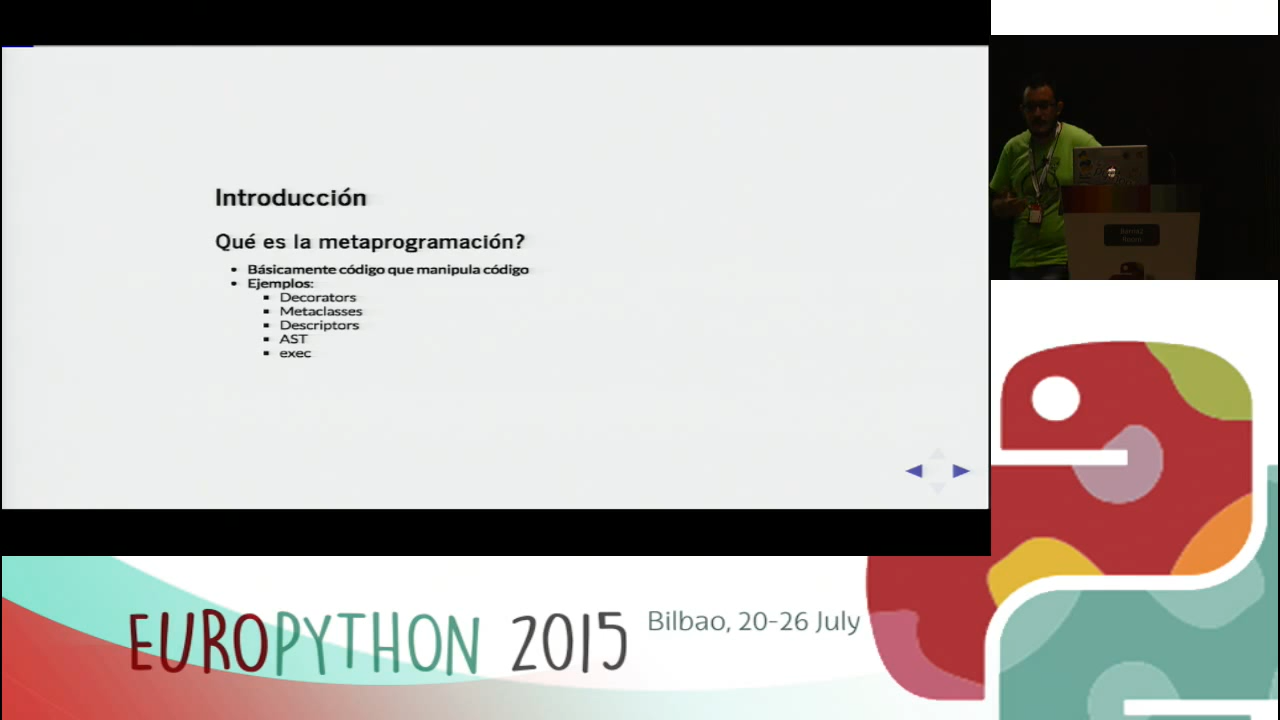 Introducción
Qué es la metaprogramación?
Básicamente código que manipula código
Ejemplos:
Decorators
Metaclasses
Descriptors
AST
exec
EUROPYTHON 2015
Bilbao, 20-26 July